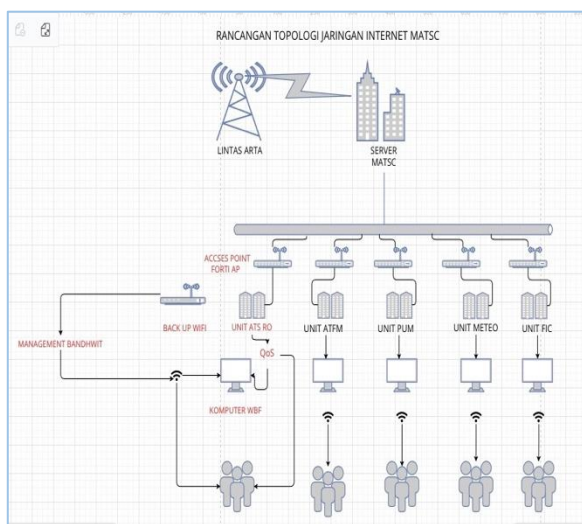 RANCANGAN TOPOLOGI JARINGAN INTERNET MATSC
LINTAS ARTA
SERVER
MATSC
ACCSES POINT
FORTI AP
BACK UP WIFI
UNIT ATS RO
UNIT ATFM
UNIT PUM
UNIT METEO
UNIT FIC
MANAGEMENT BANDHWIT
QoS
KOMPUTER WBF